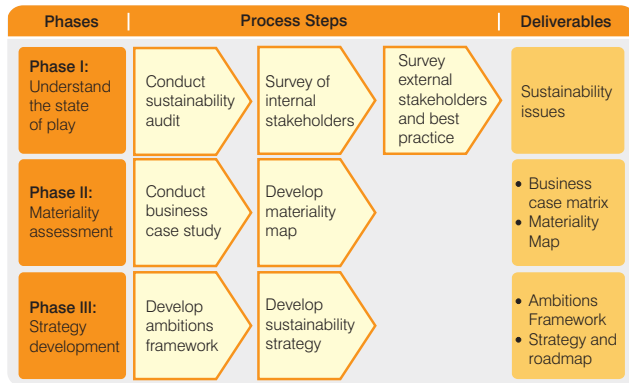 Phases
Process Steps
Deliverables
Phase I:
Understand
the state
of play
Conduct
sustainability
audit
Survey of
internal
stakeholders
Survey
external
stakeholders
and best
practice
Sustainability
issues
Phase II:
Materiality
assessment
Conduct
business
case study
Develop
materiality
map
• Business
case matrix
• Materiality
Map
Phase III:
Strategy
development
Develop
ambitions
framework
Develop
sustainability
strategy
• Ambitions
Framework
• Strategy and
roadmap